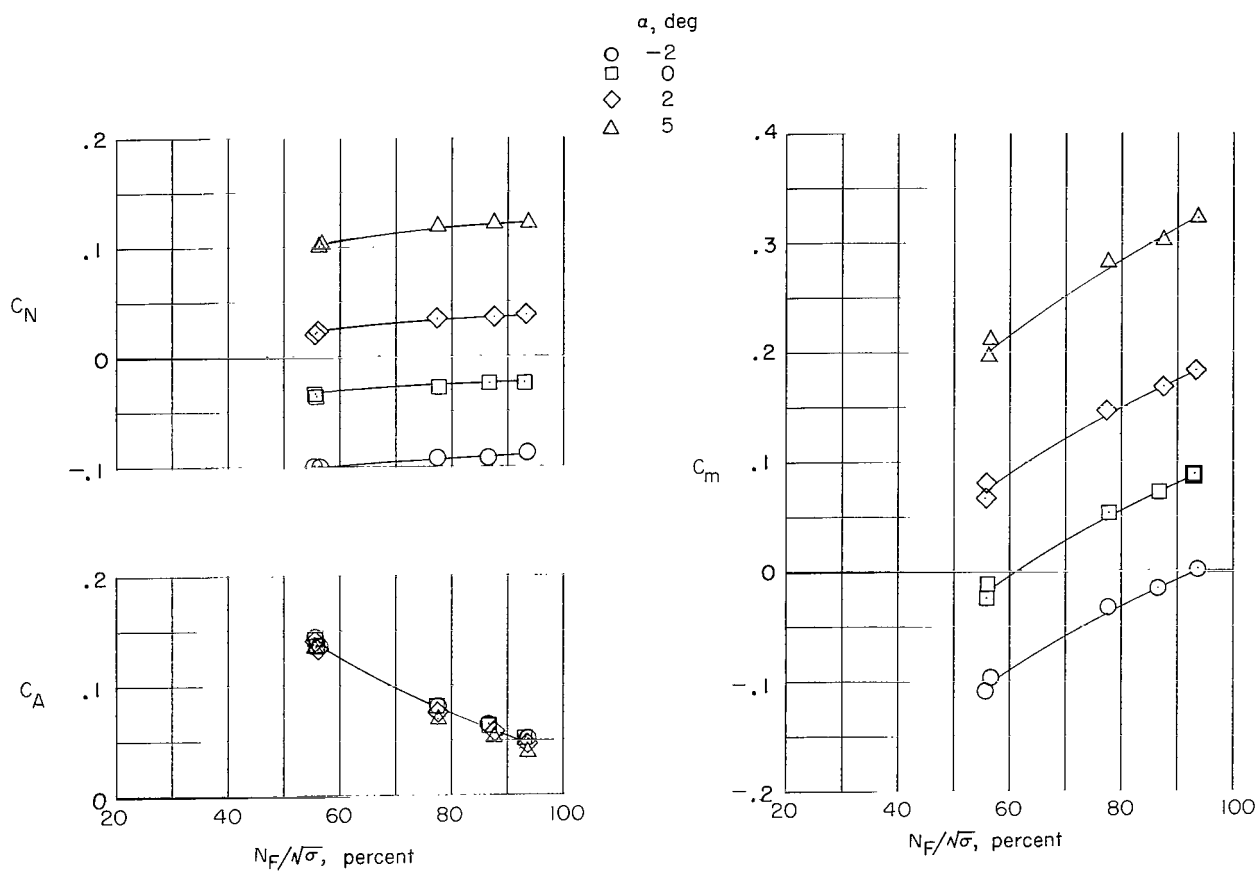 α, deg
○ −2
□ 0
◇ 2
△ 5
.2
.1
0
−.1
C_N
.2
.1
0
C_A
20 40 60 80 100
N_F/√σ, percent
.4
.3
.2
.1
0
−.1
−.2
C_m
20 40 60 80 100
N_F/√σ, percent